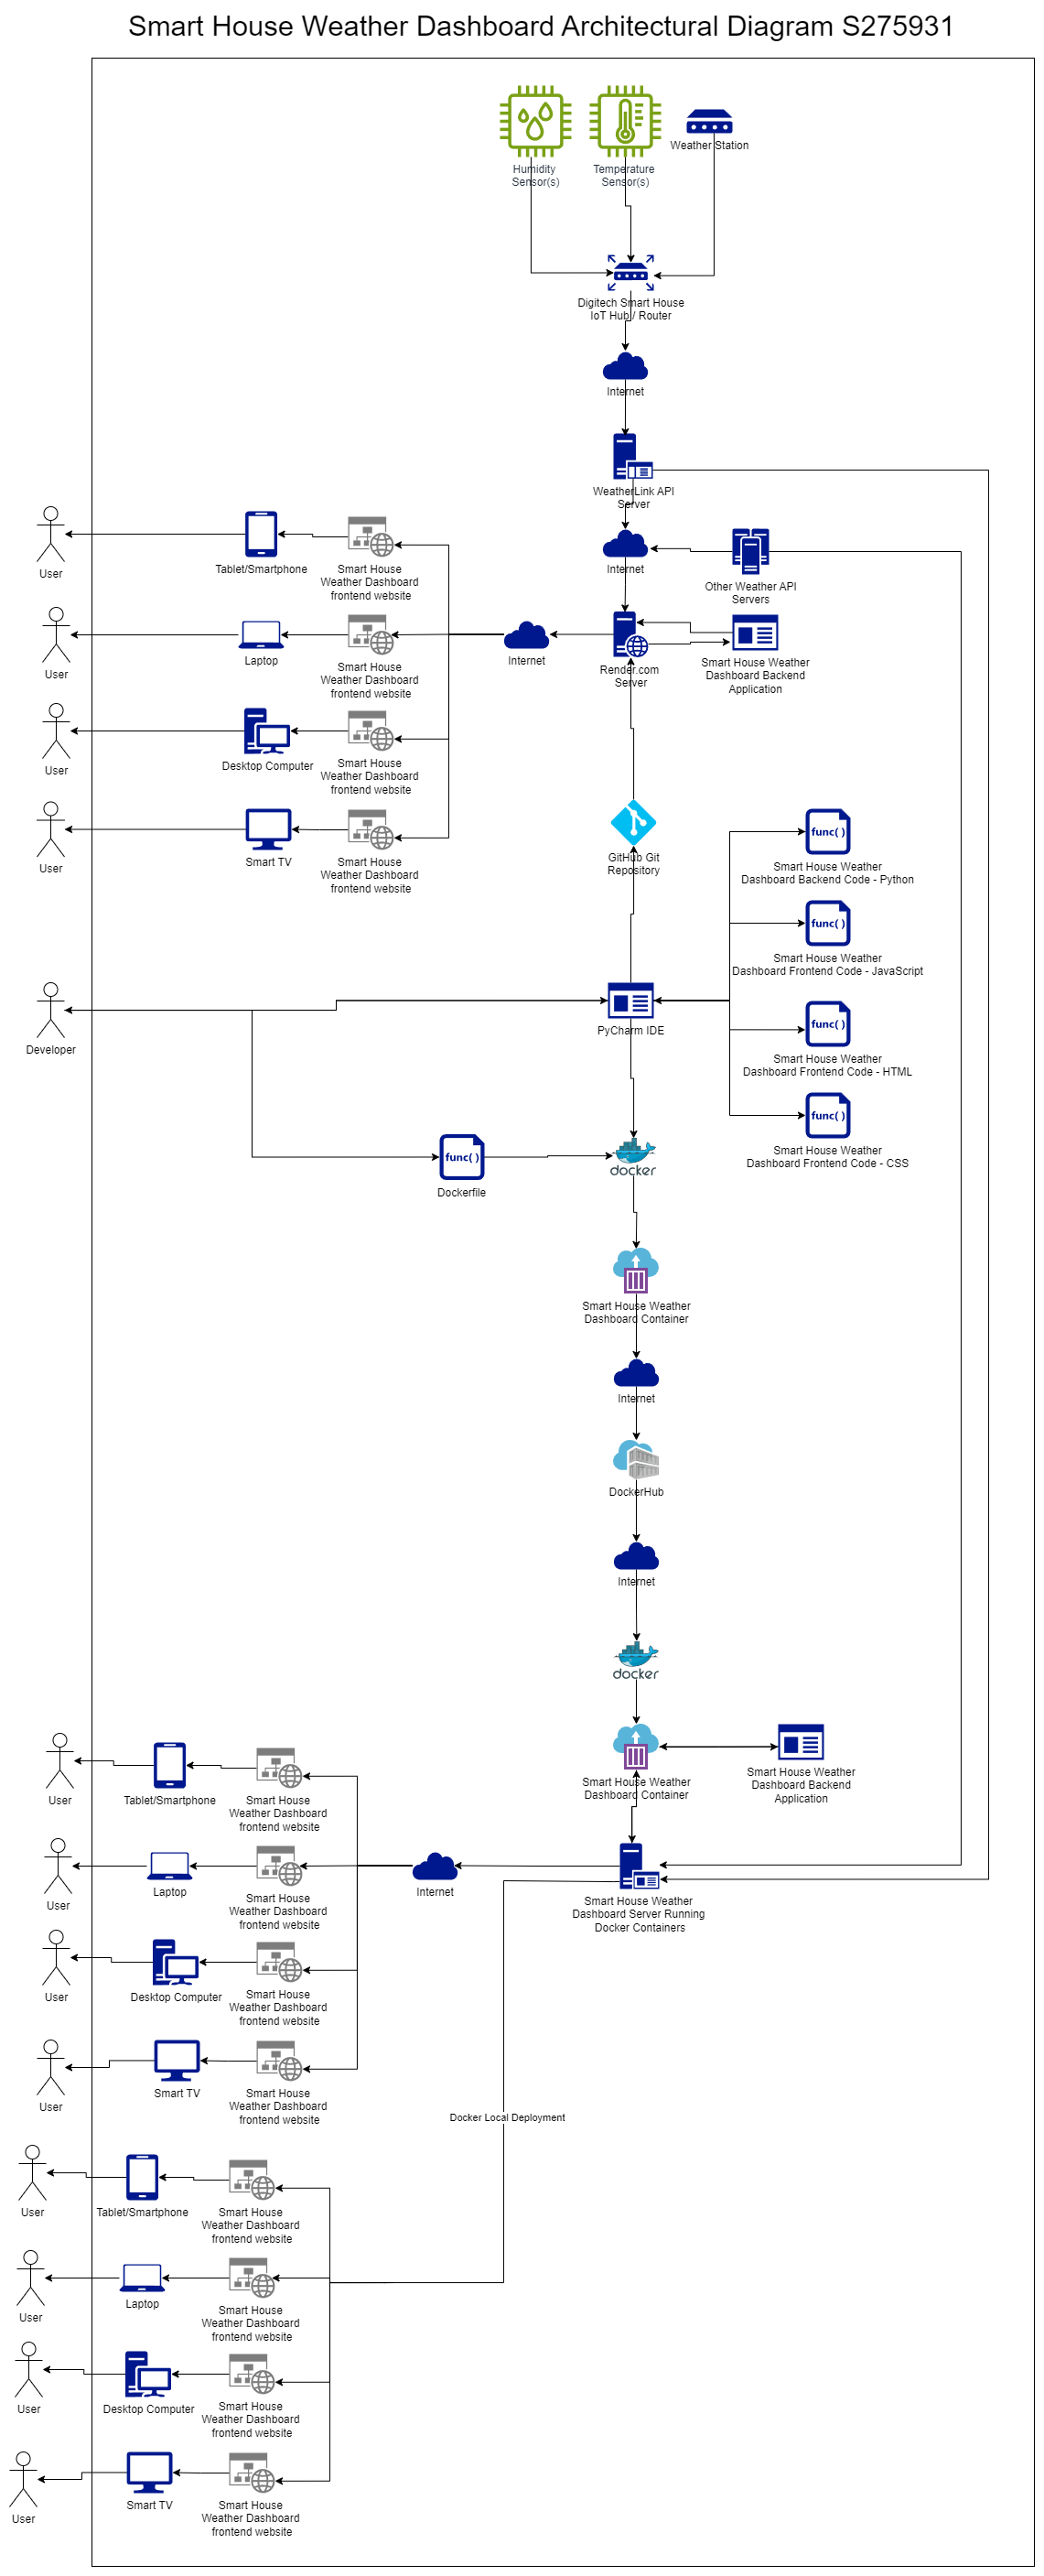 Smart House Weather Dashboard Architectural Diagram S275931
Humidity
Sensor(s)
Temperature
Sensor(s)
Weather Station
Digitech Smart House
IoT Hub / Router
Internet
WeatherLink API
Server
Internet
Other Weather API
Servers
Render.com
Server
Smart House Weather
Dashboard Backend
Application
Internet
User
Tablet/Smartphone
Smart House
Weather Dashboard
frontend website
User
Laptop
Smart House
Weather Dashboard
frontend website
User
Desktop Computer
Smart House
Weather Dashboard
frontend website
User
Smart TV
Smart House
Weather Dashboard
frontend website
GitHub Git
Repository
func( )
Smart House Weather
Dashboard Backend Code - Python
func( )
Smart House Weather
Dashboard Frontend Code - JavaScript
Developer
PyCharm IDE
func( )
Smart House Weather
Dashboard Frontend Code - HTML
func( )
Smart House Weather
Dashboard Frontend Code - CSS
func( )
Dockerfile
docker
Smart House Weather
Dashboard Container
Internet
DockerHub
Internet
docker
Smart House Weather
Dashboard Container
Smart House Weather
Dashboard Backend
Application
Smart House Weather
Dashboard Server Running
Docker Containers
Internet
User
Tablet/Smartphone
Smart House
Weather Dashboard
frontend website
User
Laptop
Smart House
Weather Dashboard
frontend website
User
Desktop Computer
Smart House
Weather Dashboard
frontend website
User
Smart TV
Smart House
Weather Dashboard
frontend website
Docker Local Deployment
User
Tablet/Smartphone
Smart House
Weather Dashboard
frontend website
User
Laptop
Smart House
Weather Dashboard
frontend website
User
Desktop Computer
Smart House
Weather Dashboard
frontend website
User
Smart TV
Smart House
Weather Dashboard
frontend website